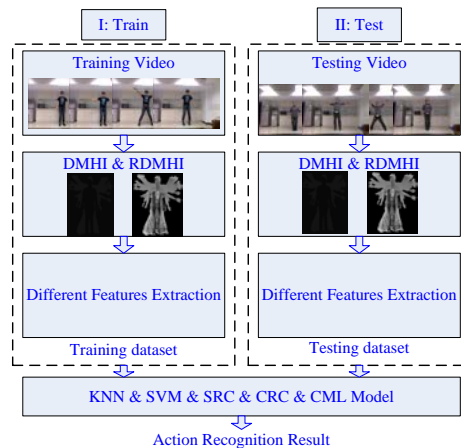 I: Train
Training Video
DMHI & RDMHI
Different Features Extraction
Training dataset
II: Test
Testing Video
DMHI & RDMHI
Different Features Extraction
Testing dataset
KNN & SVM & SRC & CRC & CML Model
Action Recognition Result